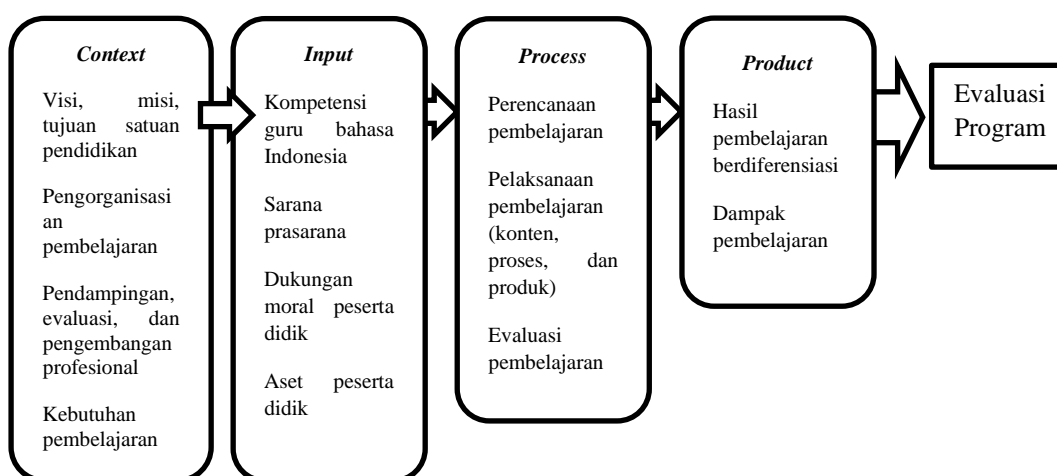 Context
Visi, misi,
tujuan satuan
pendidikan
Pengorganisasi
an
pembelajaran
Pendampingan,
evaluasi, dan
pengembangan
profesional
Kebutuhan
pembelajaran
Input
Kompetensi
guru bahasa
Indonesia
Sarana
prasarana
Dukungan
moral peserta
didik
Aset peserta
didik
Process
Perencanaan
pembelajaran
Pelaksanaan
pembelajaran
(konten,
proses, dan
produk)
Evaluasi
pembelajaran
Product
Hasil
pembelajaran
berdiferensiasi
Dampak
pembelajaran
Evaluasi
Program